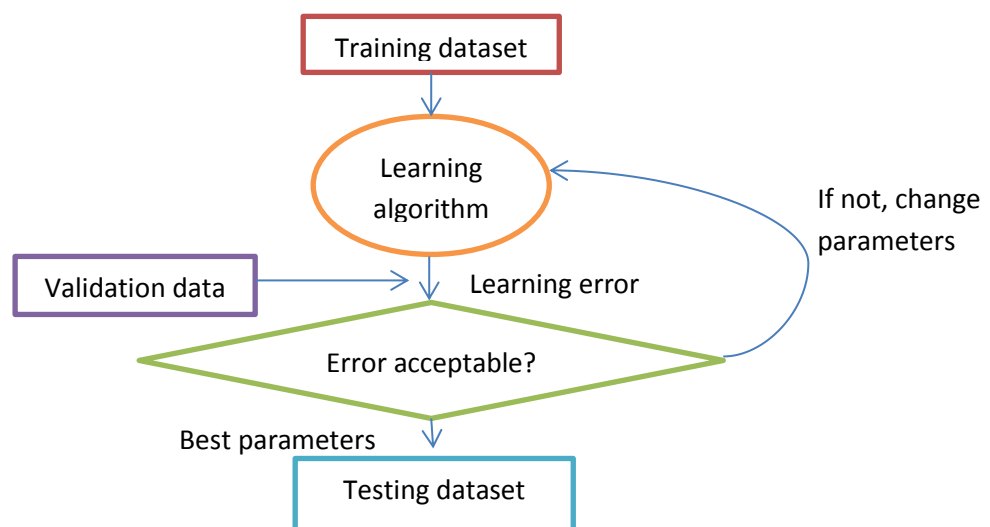 Training dataset
Learning
algorithm
If not, change
parameters
Validation data
Learning error
Error acceptable?
Best parameters
Testing dataset